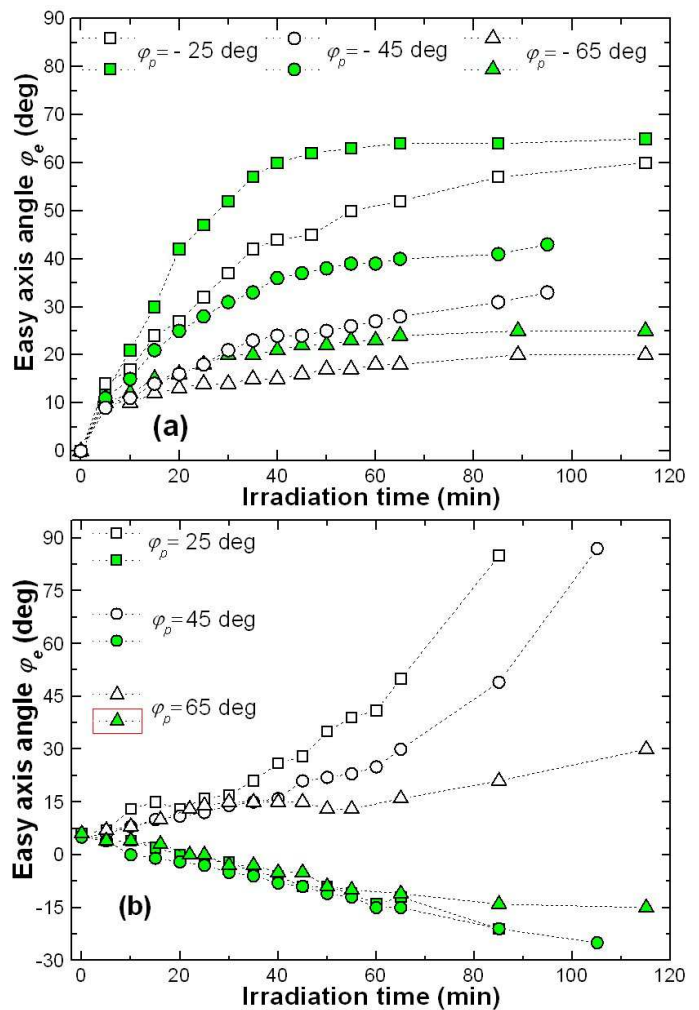 90
80
70
60
50
40
30
20
10
0
Easy axis angle φe (deg)
φp= - 25 deg
φp= - 45 deg
φp= - 65 deg
(a)
0 20 40 60 80 100 120
Irradiation time (min)
90
75
60
45
30
15
0
-15
-30
Easy axis angle φe (deg)
φp= 25 deg
φp= 45 deg
φp= 65 deg
(b)
0 20 40 60 80 100 120
Irradiation time (min)